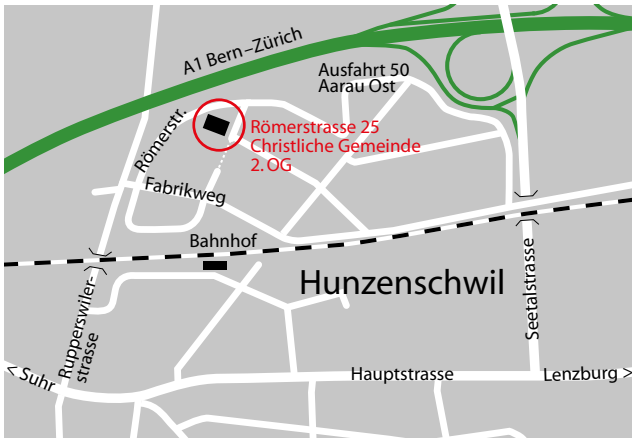 A1 Bern–Zürich
Ausfahrt 50
Aarau Ost
Römerstr.
Römerstrasse 25
Christliche Gemeinde
2. OG
Fabrikweg
Bahnhof
Hunzenschwil
Seetalstrasse
Rupperswiler-
strasse
< Suhr
Hauptstrasse
Lenzburg >